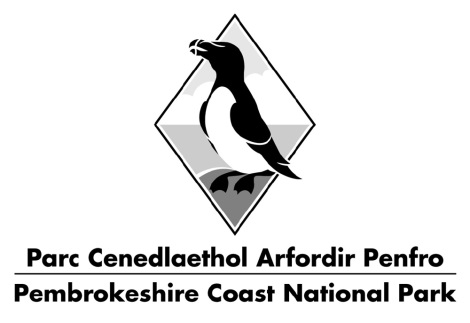 Parc Cenedlaethol Arfordir Penfro
Pembrokeshire Coast National Park